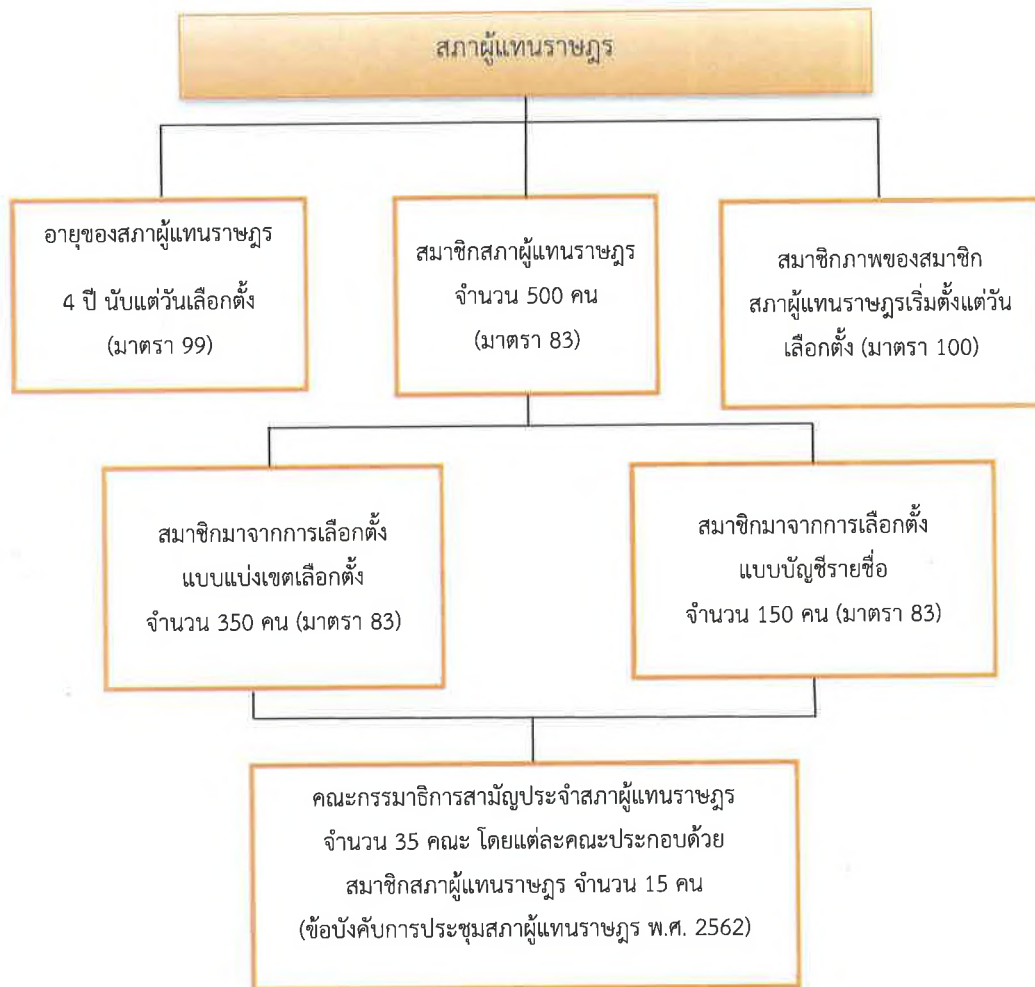 สภาผู้แทนราษฎร
อายุของสภาผู้แทนราษฎร
4 ปี นับแต่วันเลือกตั้ง
(มาตรา 99)
สมาชิกสภาผู้แทนราษฎร
จำนวน 500 คน
(มาตรา 83)
สมาชิกภาพของสมาชิก
สภาผู้แทนราษฎรเริ่มตั้งแต่วัน
เลือกตั้ง (มาตรา 100)
สมาชิกมาจากการเลือกตั้ง
แบบแบ่งเขตเลือกตั้ง
จำนวน 350 คน (มาตรา 83)
สมาชิกมาจากการเลือกตั้ง
แบบบัญชีรายชื่อ
จำนวน 150 คน (มาตรา 83)
คณะกรรมาธิการสามัญประจำสภาผู้แทนราษฎร
จำนวน 35 คณะ โดยแต่ละคณะประกอบด้วย
สมาชิกสภาผู้แทนราษฎร จำนวน 15 คน
(ข้อบังคับการประชุมสภาผู้แทนราษฎร พ.ศ. 2562)